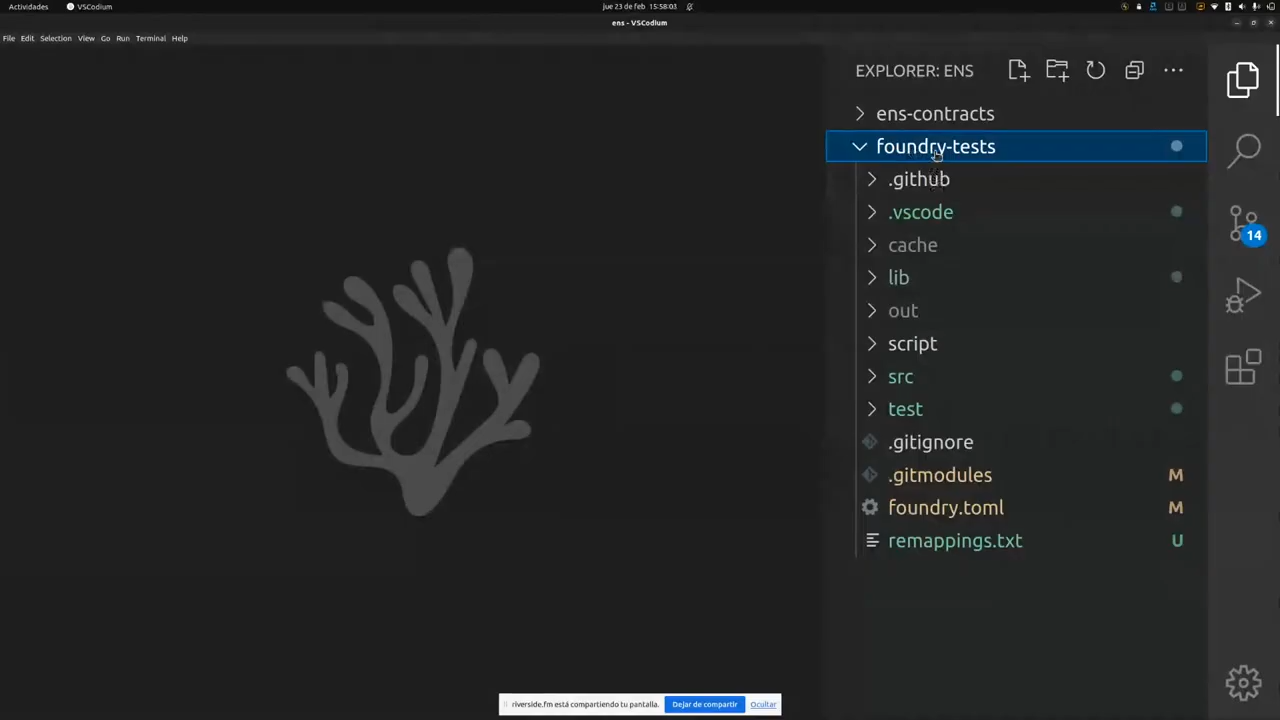 Actividades
VSCodium
jue 23 de feb 15:58:03
ens - VSCodium
File Edit Selection View Go Run Terminal Help
EXPLORER: ENS
ens-contracts
foundry-tests
.github
.vscode
cache
lib
out
script
src
test
.gitignore
.gitmodules M
foundry.toml M
remappings.txt U
14
riverside.fm está compartiendo tu pantalla. Dejar de compartir Ocultar